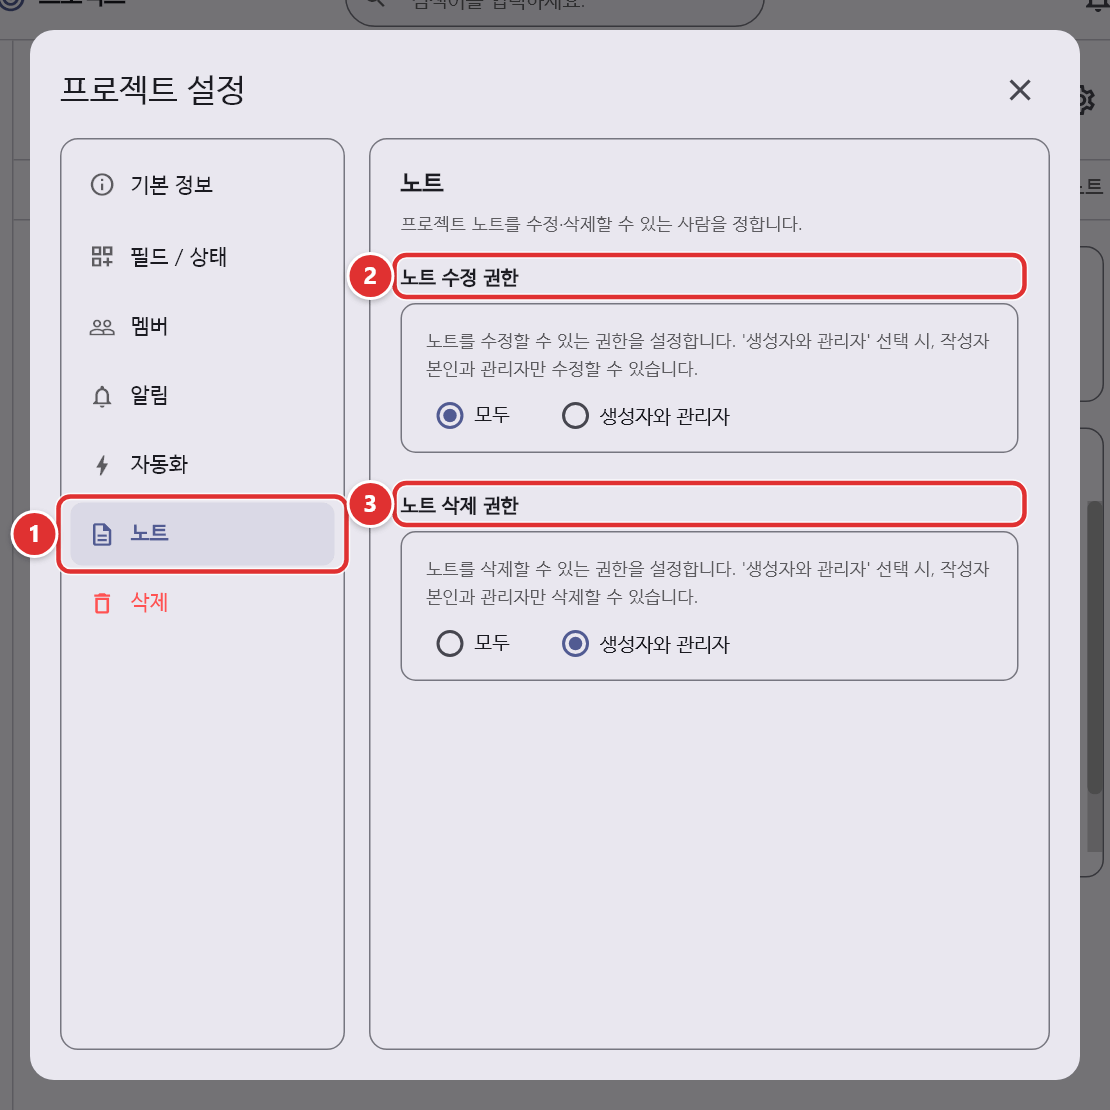 프로젝트 설정
기본 정보
필드 / 상태
멤버
알림
자동화
1
노트
삭제
노트
프로젝트 노트를 수정·삭제할 수 있는 사람을 정합니다.
2
노트 수정 권한
노트를 수정할 수 있는 권한을 설정합니다. '생성자와 관리자' 선택 시, 작성자
본인과 관리자만 수정할 수 있습니다.
모두
생성자와 관리자
3
노트 삭제 권한
노트를 삭제할 수 있는 권한을 설정합니다. '생성자와 관리자' 선택 시, 작성자
본인과 관리자만 삭제할 수 있습니다.
모두
생성자와 관리자